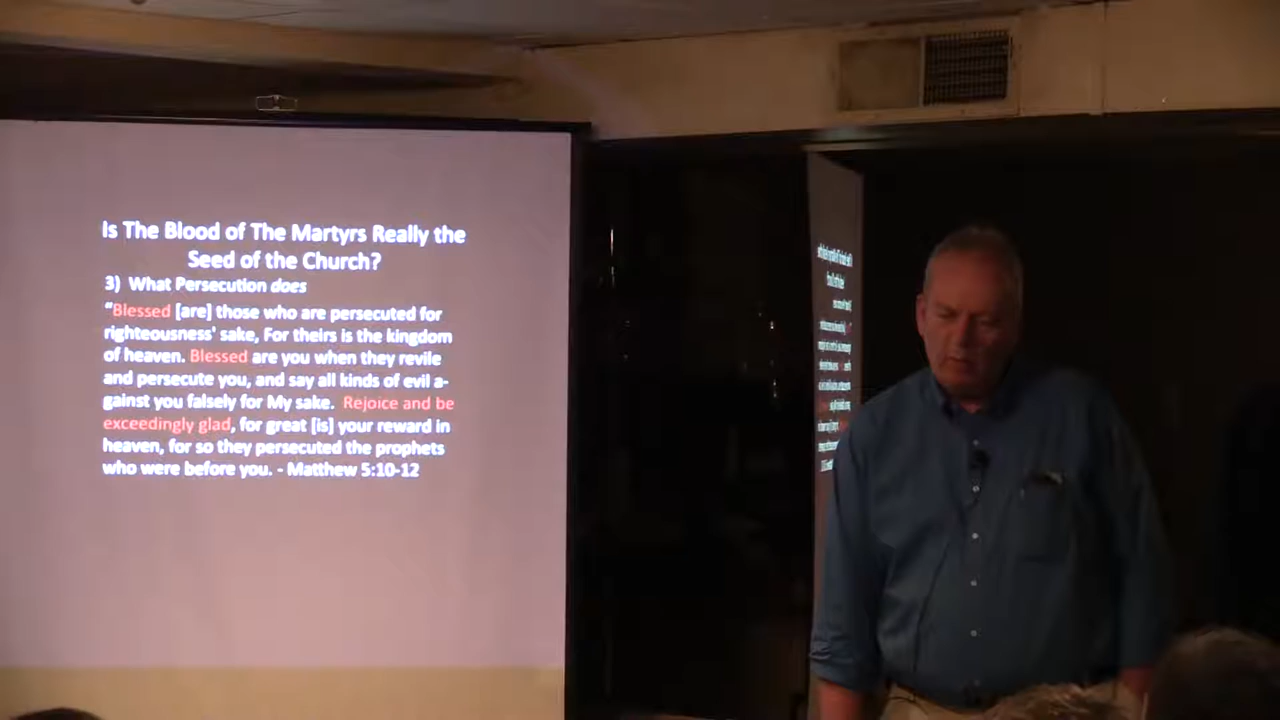 Is The Blood of The Martyrs Really the
Seed of the Church?
3) What Persecution does
“Blessed [are] those who are persecuted for
righteousness' sake, For theirs is the kingdom
of heaven. Blessed are you when they revile
and persecute you, and say all kinds of evil a-
gainst you falsely for My sake. Rejoice and be
exceedingly glad, for great [is] your reward in
heaven, for so they persecuted the prophets
who were before you. - Matthew 5:10-12